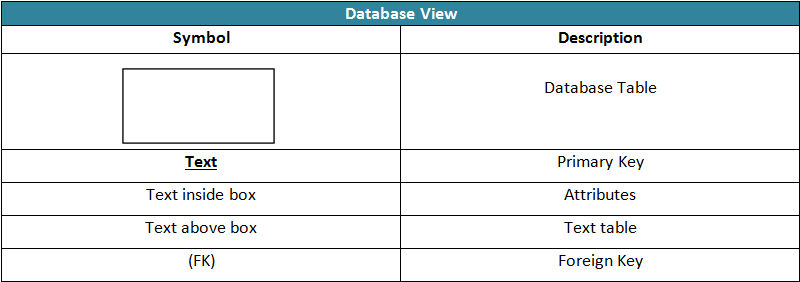 Database View
Symbol Description
Database Table
Text Primary Key
Text inside box Attributes
Text above box Text table
(FK) Foreign Key